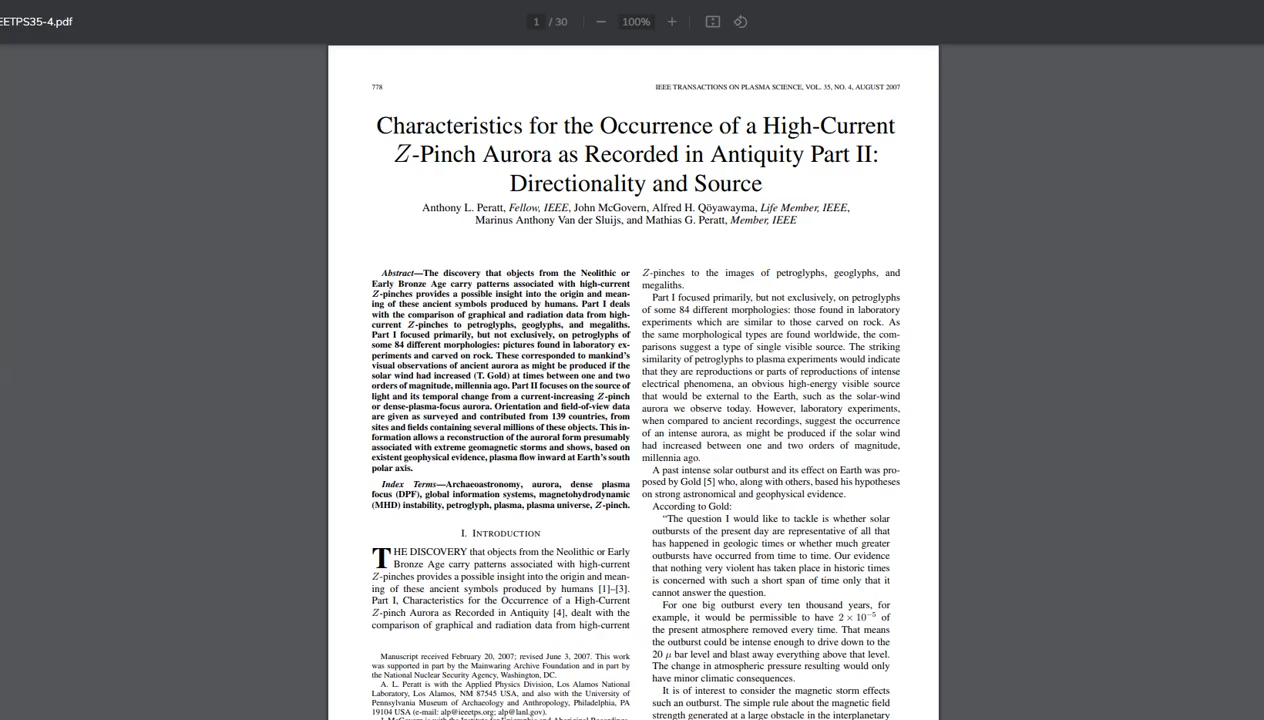 EETPS35-4.pdf
1 / 30
100%
778
IEEE TRANSACTIONS ON PLASMA SCIENCE, VOL. 35, NO. 4, AUGUST 2007
Characteristics for the Occurrence of a High-Current
Z-Pinch Aurora as Recorded in Antiquity Part II:
Directionality and Source
Anthony L. Peratt, Fellow, IEEE, John McGovern, Alfred H. Qöyawayma, Life Member, IEEE,
Marinus Anthony Van der Sluijs, and Mathias G. Peratt, Member, IEEE
Abstract—The discovery that objects from the Neolithic or
Early Bronze Age carry patterns associated with high-current
Z-pinches provides a possible insight into the origin and mean-
ing of these ancient symbols produced by humans. Part I deals
with the comparison of graphical and radiation data from high-
current Z-pinches to petroglyphs, geoglyphs, and megaliths.
Part I focused primarily, but not exclusively, on petroglyphs of
some 84 different morphologies: pictures found in laboratory ex-
periments and carved on rock. These corresponded to mankind's
visual observations of ancient aurora as might be produced if the
solar wind had increased (T. Gold) at times between one and two
orders of magnitude, millennia ago. Part II focuses on the source of
light and its temporal change from a current-increasing Z-pinch
or dense-plasma-focus aurora. Orientation and field-of-view data
are given as surveyed and contributed from 139 countries, from
sites and fields containing several millions of these objects. This in-
formation allows a reconstruction of the auroral form presumably
associated with extreme geomagnetic storms and shows, based on
existent geophysical evidence, plasma flow inward at Earth's south
polar axis.
Index Terms—Archaeoastronomy, aurora, dense plasma
focus (DPF), global information systems, magnetohydrodynamic
(MHD) instability, petroglyph, plasma, plasma universe, Z-pinch.
I. INTRODUCTION
THE DISCOVERY that objects from the Neolithic or Early
Bronze Age carry patterns associated with high-current
Z-pinches provides a possible insight into the origin and mean-
ing of these ancient symbols produced by humans [1]–[3].
Part I, Characteristics for the Occurrence of a High-Current
Z-pinch Aurora as Recorded in Antiquity [4], dealt with the
comparison of graphical and radiation data from high-current
Manuscript received February 20, 2007; revised June 3, 2007. This work
was supported in part by the Mainwaring Archive Foundation and in part by
the National Nuclear Security Agency, Washington, DC.
A. L. Peratt is with the Applied Physics Division, Los Alamos National
Laboratory, Los Alamos, NM 87545 USA, and also with the University of
Pennsylvania Museum of Archaeology and Anthropology, Philadelphia, PA
19104 USA (e-mail: alp@ieeetps.org; alp@lanl.gov).
J. McGovern is with the Institute for Epigraphic and Aboriginal Recordings,
Z-pinches to the images of petroglyphs, geoglyphs, and
megaliths.
Part I focused primarily, but not exclusively, on petroglyphs
of some 84 different morphologies: those found in laboratory
experiments which are similar to those carved on rock. As
the same morphological types are found worldwide, the com-
parisons suggest a type of single visible source. The striking
similarity of petroglyphs to plasma experiments would indicate
that they are reproductions or parts of reproductions of intense
electrical phenomena, an obvious high-energy visible source
that would be external to the Earth, such as the solar-wind
aurora we observe today. However, laboratory experiments,
when compared to ancient recordings, suggest the occurrence
of an intense aurora, as might be produced if the solar wind
had increased between one and two orders of magnitude,
millennia ago.
A past intense solar outburst and its effect on Earth was pro-
posed by Gold [5] who, along with others, based his hypotheses
on strong astronomical and geophysical evidence.
According to Gold:
“The question I would like to tackle is whether solar
outbursts of the present day are representative of all that
has happened in geologic times or whether much greater
outbursts have occurred from time to time. Our evidence
that nothing very violent has taken place in historic times
is concerned with such a short span of time only that it
cannot answer the question.
For one big outburst every ten thousand years, for
example, it would be permissible to have 2 × 10⁻⁵ of
the present atmosphere removed every time. That means
the outburst could be intense enough to drive down to the
20 μ bar level and blast away everything above that level.
The change in atmospheric pressure resulting would only
have minor climatic consequences.
It is of interest to consider the magnetic storm effects
such an outburst. The simple rule about the magnetic field
strength generated at a large obstacle in the interplanetary